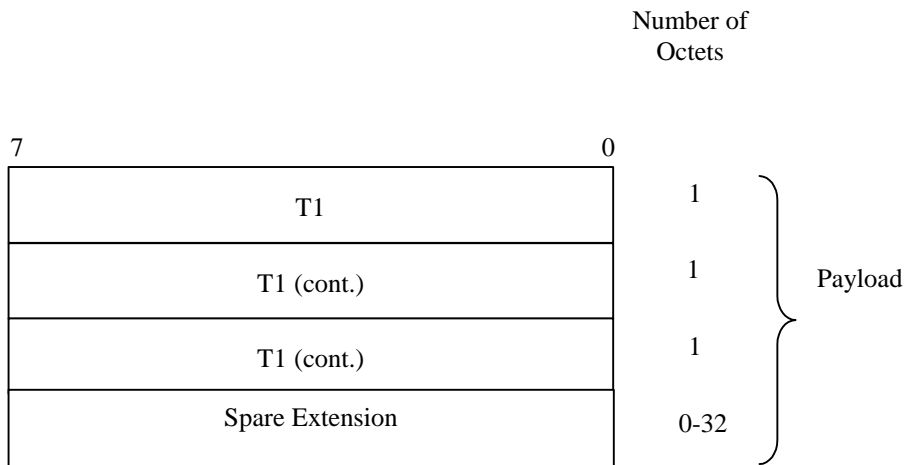 Number of
Octets
7 0
T1 1
T1 (cont.) 1
Payload
T1 (cont.) 1
Spare Extension 0-32